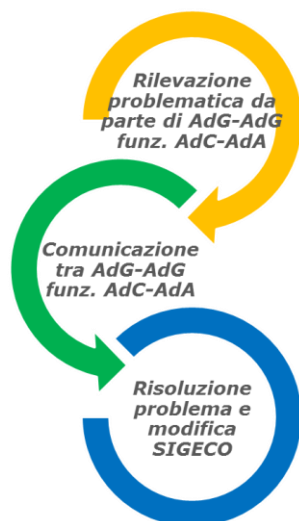 Rilevazione
problematica da
parte di AdG-AdG
funz. AdC-AdA
Comunicazione
tra AdG-AdG
funz. AdC-AdA
Risoluzione
problema e
modifica
SIGECO